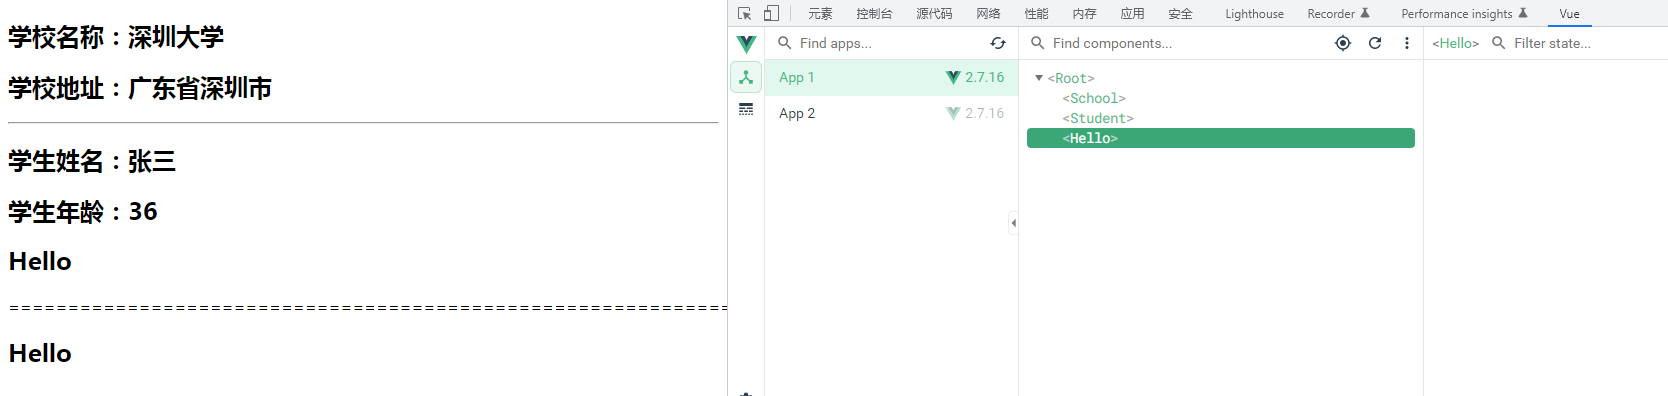 学校名称：深圳大学
学校地址：广东省深圳市
学生姓名：张三
学生年龄：36
Hello
============================================================
Hello
元素 控制台 源代码 网络 性能 内存 应用 安全 Lighthouse Recorder Performance insights Vue
Find apps...
App 1 2.7.16
App 2 2.7.16
Find components...
<Root>
<School>
<Student>
<Hello>
<Hello> Filter state...